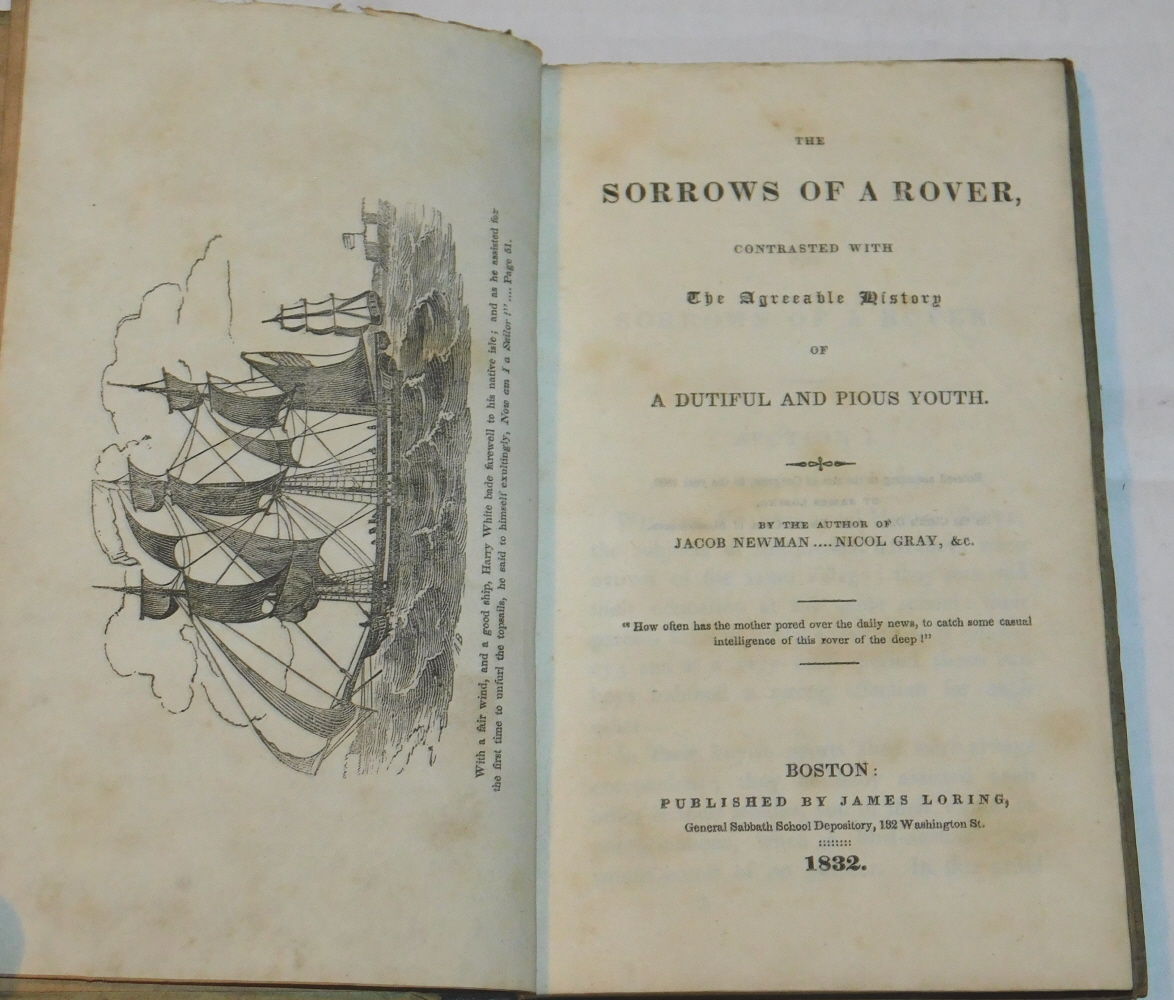 With a fair wind, and a good ship, Harry White bade farewell to his native isle; and as he assisted for
the first time to unfurl the topsails, he said to himself exultingly, Now am I a Sailor!".... Page 51.
THE
SORROWS OF A ROVER,
CONTRASTED WITH
The Agreeable History
OF
A DUTIFUL AND PIOUS YOUTH.
BY THE AUTHOR OF
JACOB NEWMAN....NICOL GRAY, &c.
"How often has the mother pored over the daily news, to catch some casual
intelligence of this rover of the deep!"
BOSTON:
PUBLISHED BY JAMES LORING,
General Sabbath School Depository, 132 Washington St.
1832.